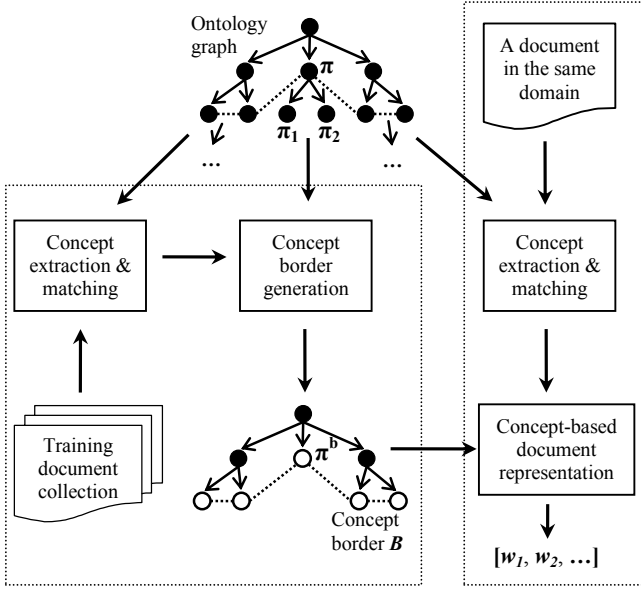 Ontology
graph
π
π₁ π₂
...
...
A document
in the same
domain
Concept
extraction &
matching
Concept
border
generation
Concept
extraction &
matching
Training
document
collection
πᵇ
Concept
border B
Concept-based
document
representation
[w₁, w₂, …]